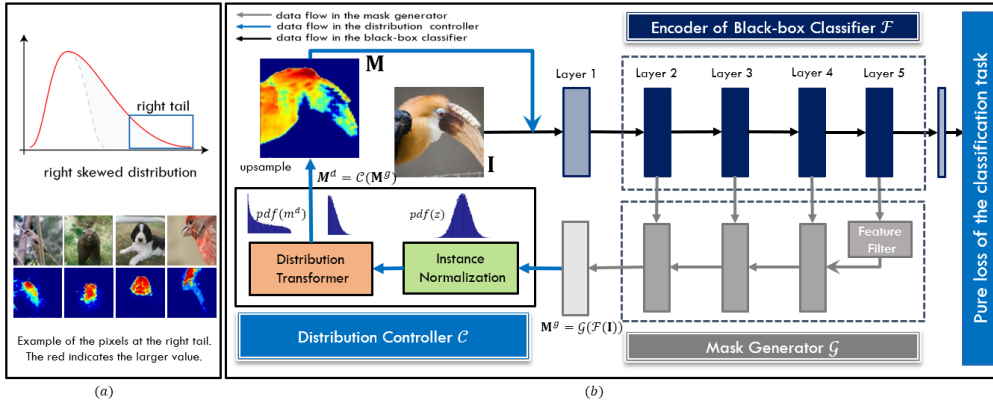 right tail
right skewed distribution
Example of the pixels at the right tail.
The red indicates the larger value.
(a)
data flow in the mask generator
data flow in the distribution controller
data flow in the black-box classifier
M
I
upsample
M^d = C(M^g)
pdf(m^d)
pdf(z)
Distribution
Transformer
Instance
Normalization
Distribution Controller C
Encoder of Black-box Classifier F
Layer 1
Layer 2
Layer 3
Layer 4
Layer 5
Feature
Filter
M^g = G(F(I))
Mask Generator G
Pure loss of the classification task
(b)